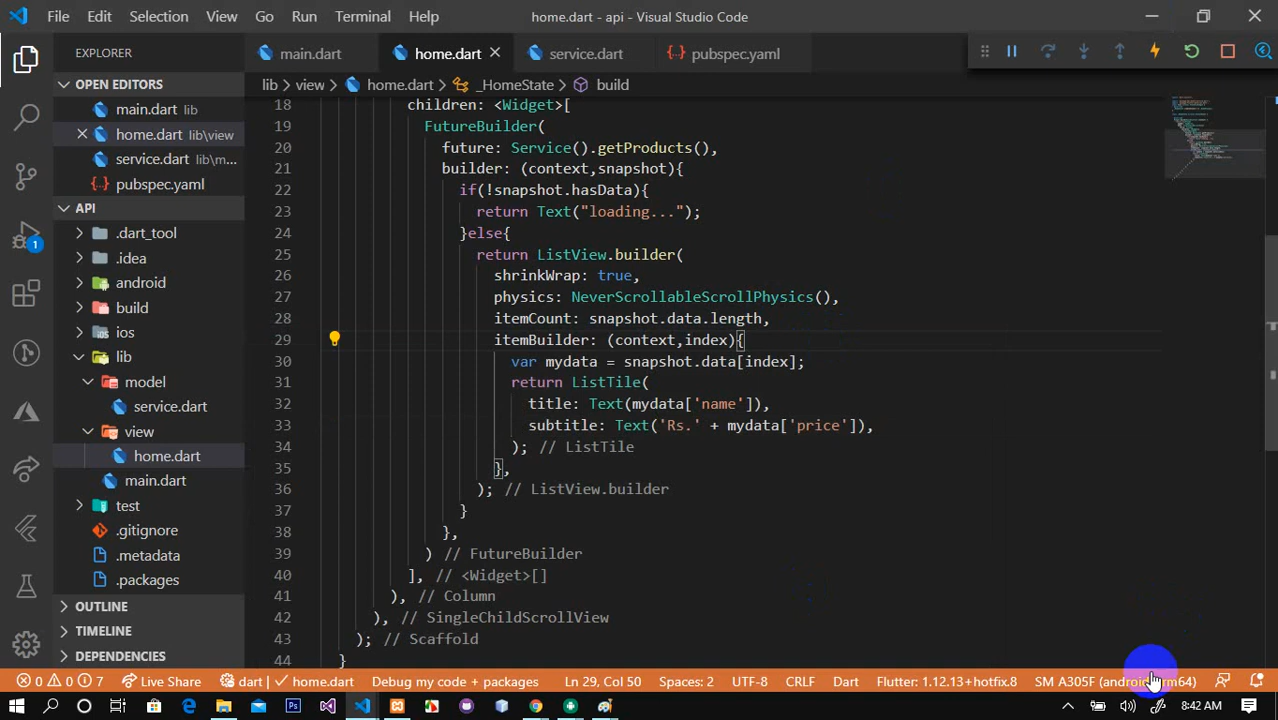 File Edit Selection View Go Run Terminal Help home.dart - api - Visual Studio Code
EXPLORER main.dart home.dart service.dart pubspec.yaml
OPEN EDITORS
main.dart lib
home.dart lib\view
service.dart lib\m...
pubspec.yaml
API
.dart_tool
.idea
android
build
ios
lib
model
service.dart
view
home.dart
main.dart
test
.gitignore
.metadata
.packages
OUTLINE
TIMELINE
DEPENDENCIES
1
lib > view > home.dart > _HomeState > build
18 children: <Widget>[
19 FutureBuilder(
20 future: Service().getProducts(),
21 builder: (context,snapshot){
22 if(!snapshot.hasData){
23 return Text("loading...");
24 }else{
25 return ListView.builder(
26 shrinkWrap: true,
27 physics: NeverScrollableScrollPhysics(),
28 itemCount: snapshot.data.length,
29 itemBuilder: (context,index){
30 var mydata = snapshot.data[index];
31 return ListTile(
32 title: Text(mydata['name']),
33 subtitle: Text('Rs.' + mydata['price']),
34 ); // ListTile
35 },
36 ); // ListView.builder
37 }
38 },
39 ) // FutureBuilder
40 ], // <Widget>[]
41 ), // Column
42 ), // SingleChildScrollView
43 ); // Scaffold
44 }
0 0 7 Live Share dart | home.dart Debug my code + packages Ln 29, Col 50 Spaces: 2 UTF-8 CRLF Dart Flutter: 1.12.13+hotfix.8 SM A305F (android-arm64)
Ps 8:42 AM